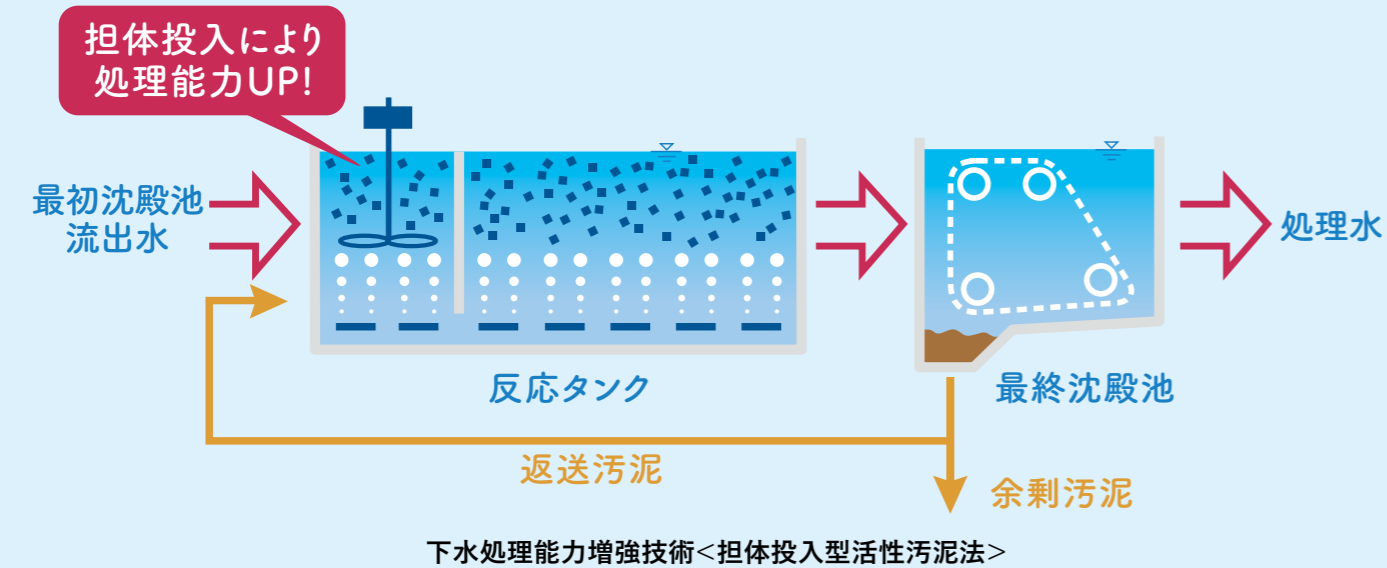 担体投入により
処理能力UP!
最初沈殿池
流出水
処理水
反応タンク
最終沈殿池
返送汚泥
余剰汚泥
下水処理能力増強技術<担体投入型活性汚泥法>